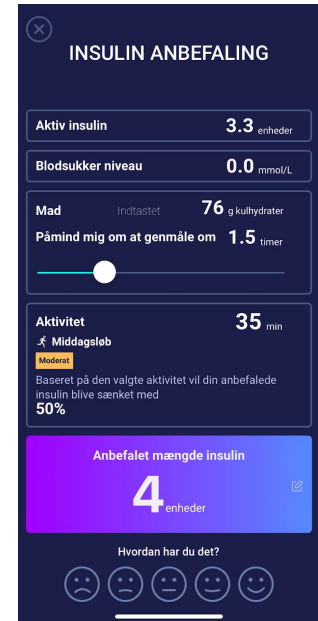 INSULIN ANBEFALING
Aktiv insulin 3.3 enheder
Blodsukker niveau 0.0 mmol/L
Mad Indtastet 76 g kulhydrater
Påmind mig om at genmåle om 1.5 timer
Aktivitet 35 min
Middagsløb
Moderat
Baseret på den valgte aktivitet vil din anbefalede
insulin blive sænket med
50%
Anbefalet mængde insulin
4 enheder
Hvordan har du det?